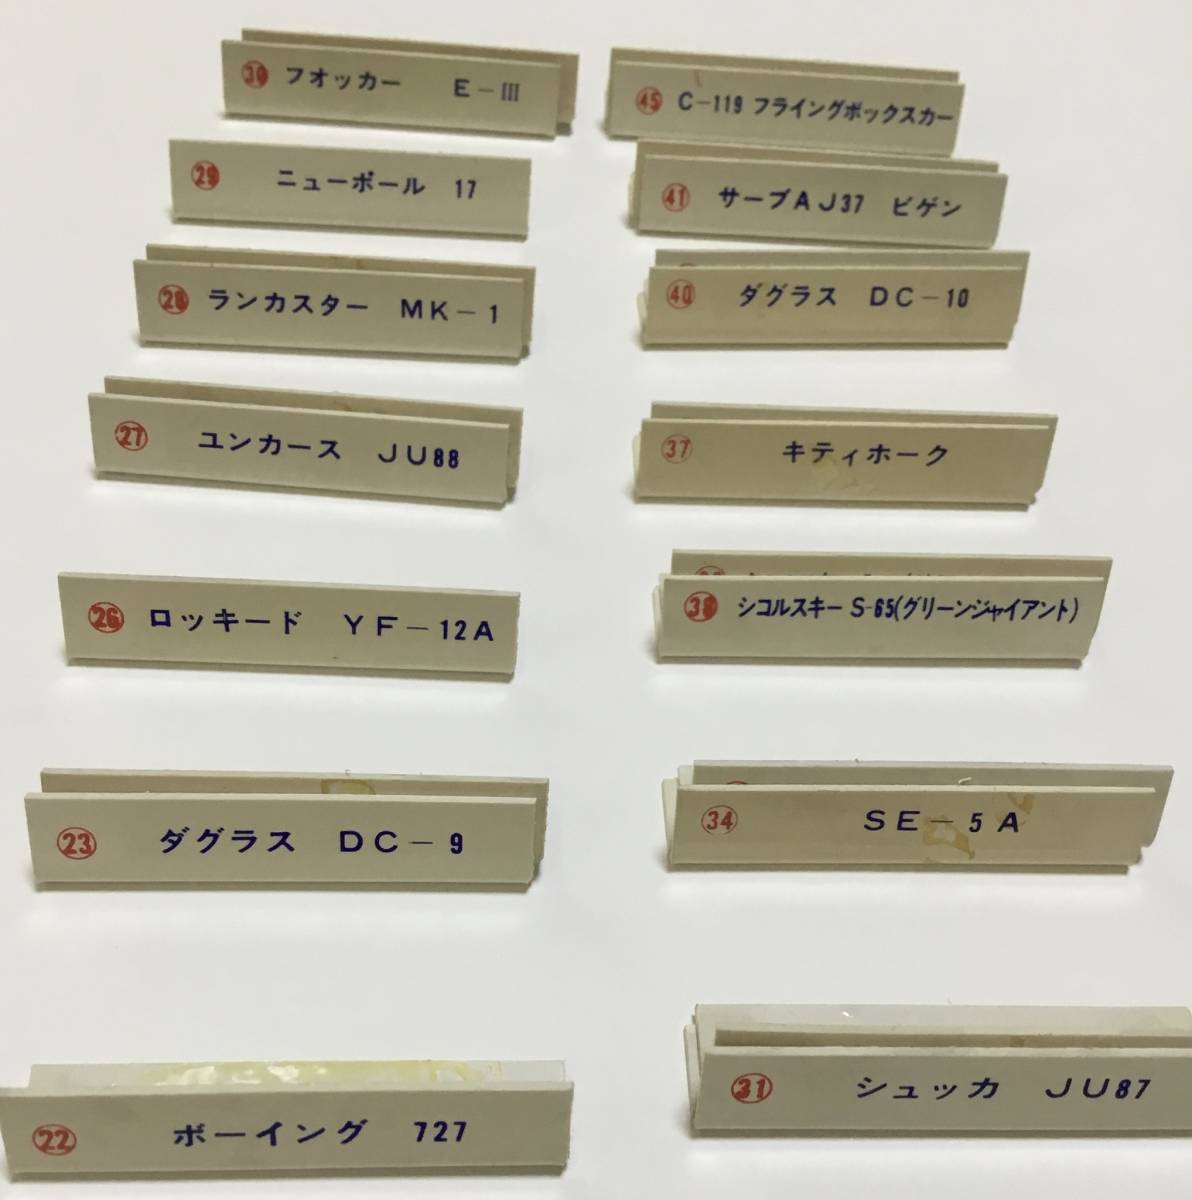 ㉚ フオッカー E－III
㉙ ニューポール 17
㉘ ランカスター MK－1
㉗ ユンカース JU88
㉖ ロッキード YF－12A
㉓ ダグラス DC－9
㉒ ボーイング 727
㊺ C－119 フライングボックスカー
㊶ サーブAJ37 ビゲン
㊵ ダグラス DC－10
㊲ キティホーク
シコルスキー S-65(グリーンジャイアント)
㉞ SE－5A
㉛ シュッカ JU87